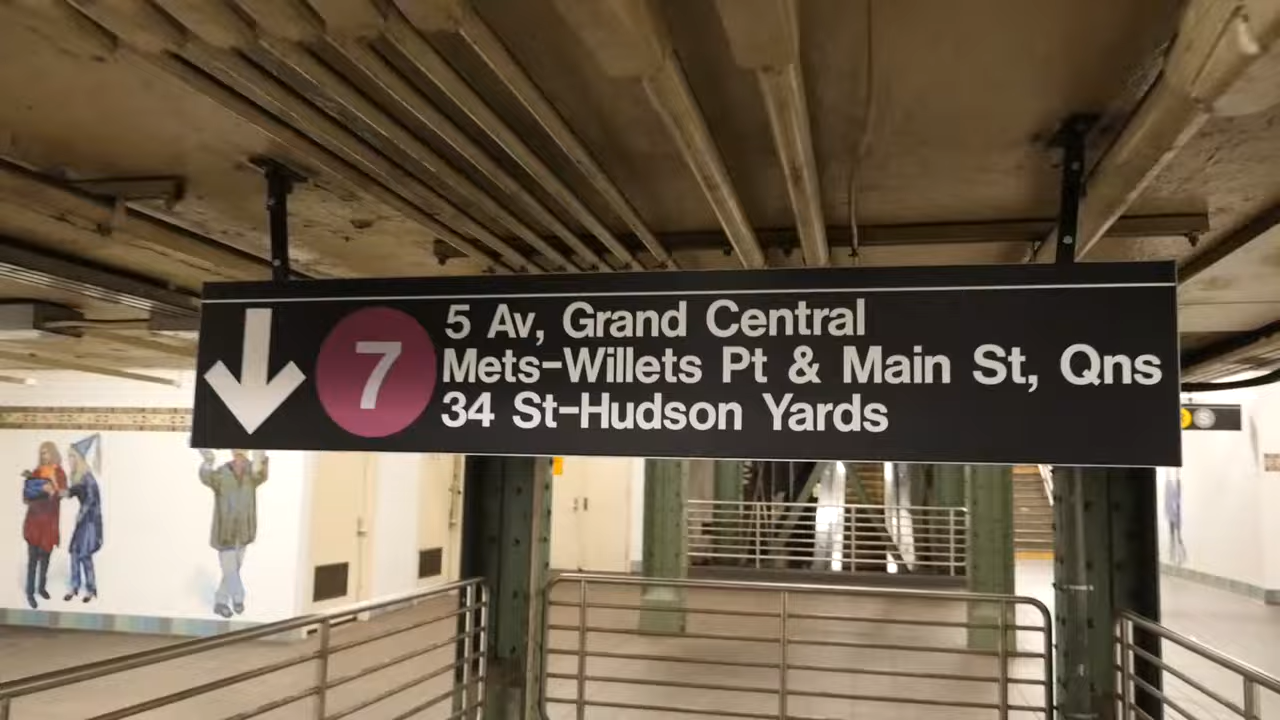 7
5 Av, Grand Central
Mets-Willets Pt & Main St, Qns
34 St-Hudson Yards
S